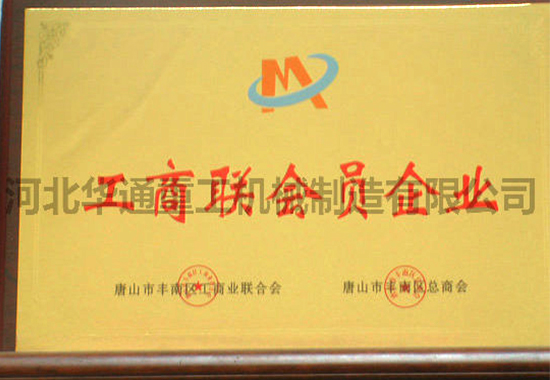 工商联会员企业
河北华通重工机械制造有限公司
唐山市丰南区工商业联合会
唐山市丰南区总商会